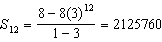 S₁₂ = (8 − 8(3)¹²)/(1 − 3) = 2125760